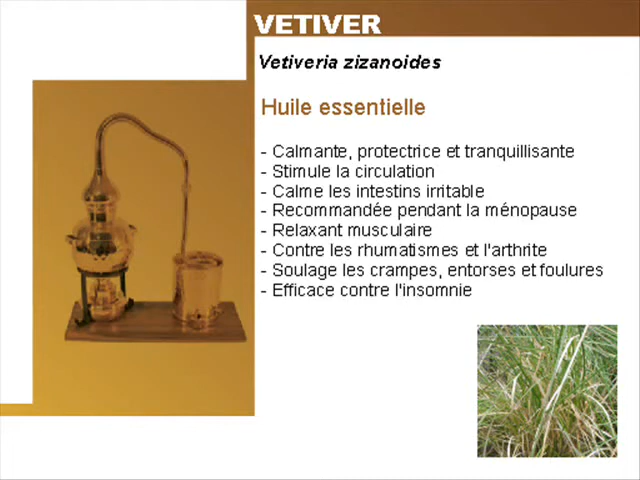 VETIVER
Vetiveria zizanoides
Huile essentielle
- Calmante, protectrice et tranquillisante
- Stimule la circulation
- Calme les intestins irritable
- Recommandée pendant la ménopause
- Relaxant musculaire
- Contre les rhumatismes et l'arthrite
- Soulage les crampes, entorses et foulures
- Efficace contre l'insomnie